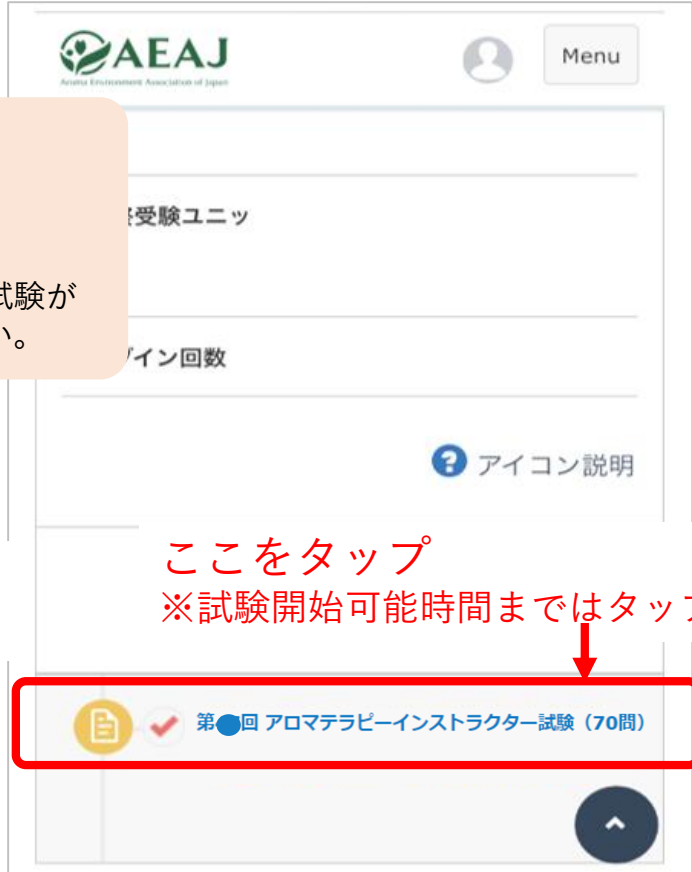 AEAJ
Aroma Environment Association of Japan
Menu
受験ユニッ
試験が
い。
イン回数
アイコン説明
ここをタップ
※試験開始可能時間まではタップ
第 回 アロマテラピーインストラクター試験（70問）